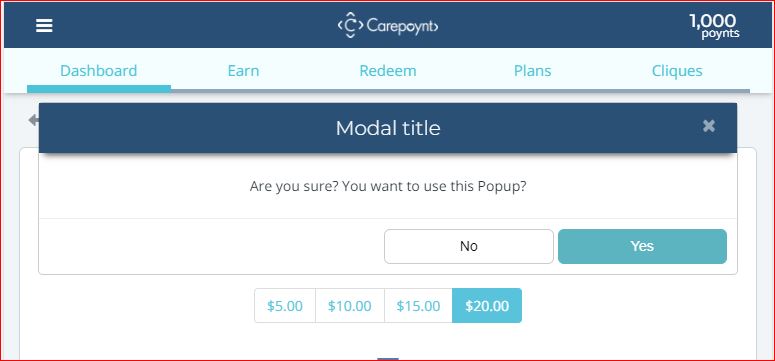 Carepoynt
1,000
poynts
Dashboard Earn Redeem Plans Cliques
Modal title
Are you sure? You want to use this Popup?
No Yes
$5.00 $10.00 $15.00 $20.00